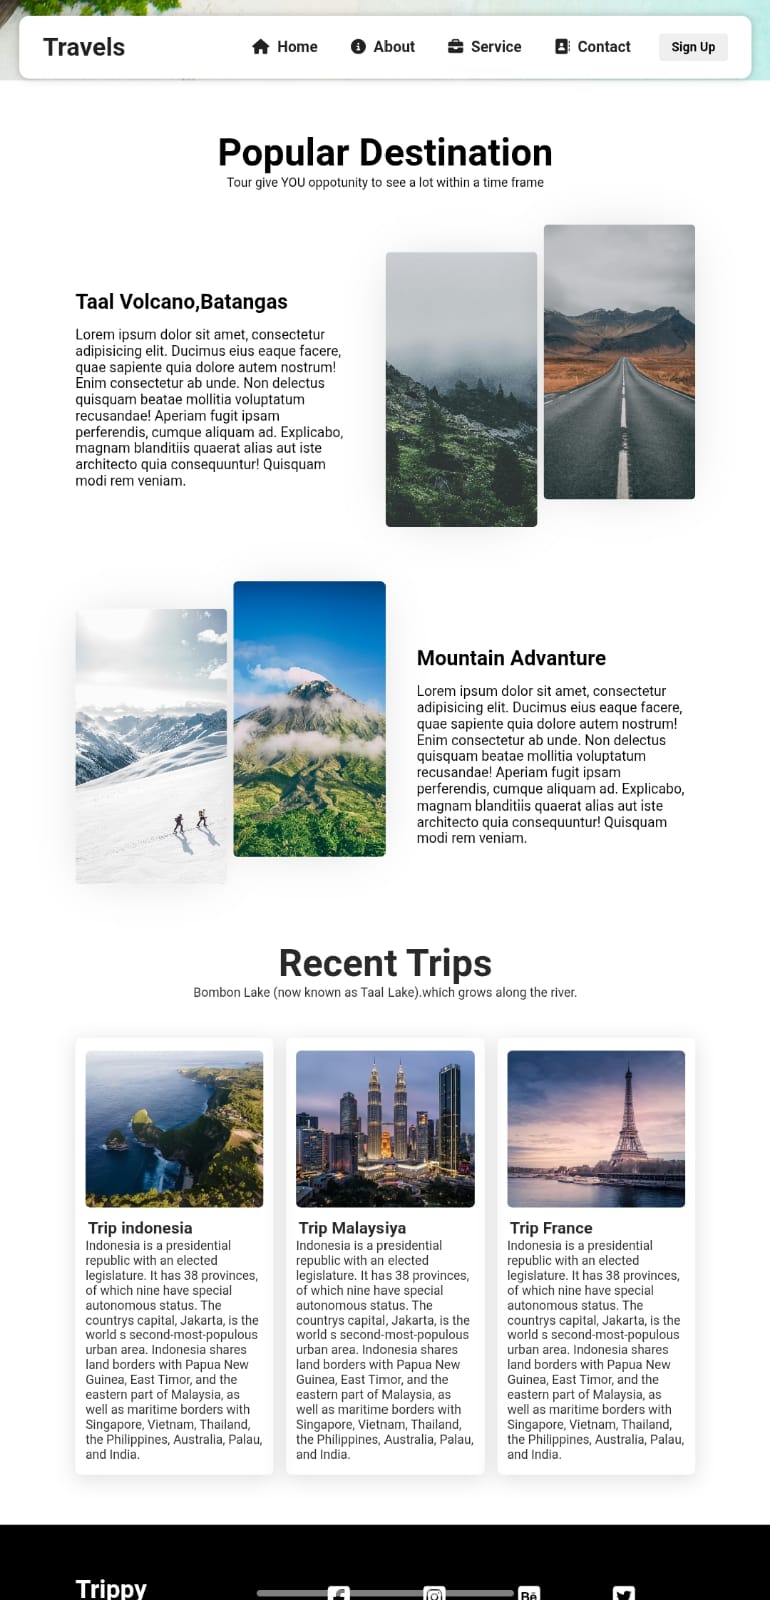 Travels
Home
About
Service
Contact
Sign Up
Popular Destination
Tour give YOU oppotunity to see a lot within a time frame
Taal Volcano,Batangas
Lorem ipsum dolor sit amet, consectetur
adipisicing elit. Ducimus eius eaque facere,
quae sapiente quia dolore autem nostrum!
Enim consectetur ab unde. Non delectus
quisquam beatae mollitia voluptatum
recusandae! Aperiam fugit ipsam
perferendis, cumque aliquam ad. Explicabo,
magnam blanditiis quaerat alias aut iste
architecto quia consequuntur! Quisquam
modi rem veniam.
Mountain Advanture
Lorem ipsum dolor sit amet, consectetur
adipisicing elit. Ducimus eius eaque facere,
quae sapiente quia dolore autem nostrum!
Enim consectetur ab unde. Non delectus
quisquam beatae mollitia voluptatum
recusandae! Aperiam fugit ipsam
perferendis, cumque aliquam ad. Explicabo,
magnam blanditiis quaerat alias aut iste
architecto quia consequuntur! Quisquam
modi rem veniam.
Recent Trips
Bombon Lake (now known as Taal Lake).which grows along the river.
Trip indonesia
Indonesia is a presidential
republic with an elected
legislature. It has 38 provinces,
of which nine have special
autonomous status. The
countrys capital, Jakarta, is the
world s second-most-populous
urban area. Indonesia shares
land borders with Papua New
Guinea, East Timor, and the
eastern part of Malaysia, as
well as maritime borders with
Singapore, Vietnam, Thailand,
the Philippines, Australia, Palau,
and India.
Trip Malaysiya
Indonesia is a presidential
republic with an elected
legislature. It has 38 provinces,
of which nine have special
autonomous status. The
countrys capital, Jakarta, is the
world s second-most-populous
urban area. Indonesia shares
land borders with Papua New
Guinea, East Timor, and the
eastern part of Malaysia, as
well as maritime borders with
Singapore, Vietnam, Thailand,
the Philippines, Australia, Palau,
and India.
Trip France
Indonesia is a presidential
republic with an elected
legislature. It has 38 provinces,
of which nine have special
autonomous status. The
countrys capital, Jakarta, is the
world s second-most-populous
urban area. Indonesia shares
land borders with Papua New
Guinea, East Timor, and the
eastern part of Malaysia, as
well as maritime borders with
Singapore, Vietnam, Thailand,
the Philippines, Australia, Palau,
and India.
Trippy
Bē